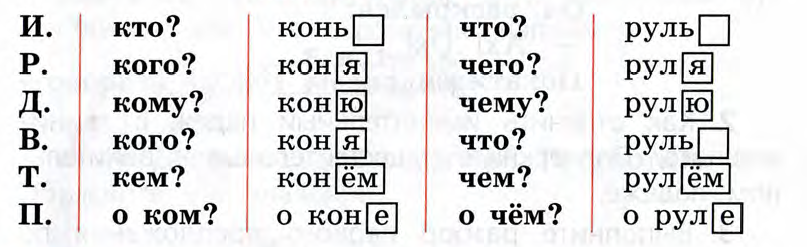 И. кто? конь что? руль
Р. кого? коня чего? руля
Д. кому? коню чему? рулю
В. кого? коня что? руль
Т. кем? конём чем? рулём
П. о ком? о коне о чём? о руле